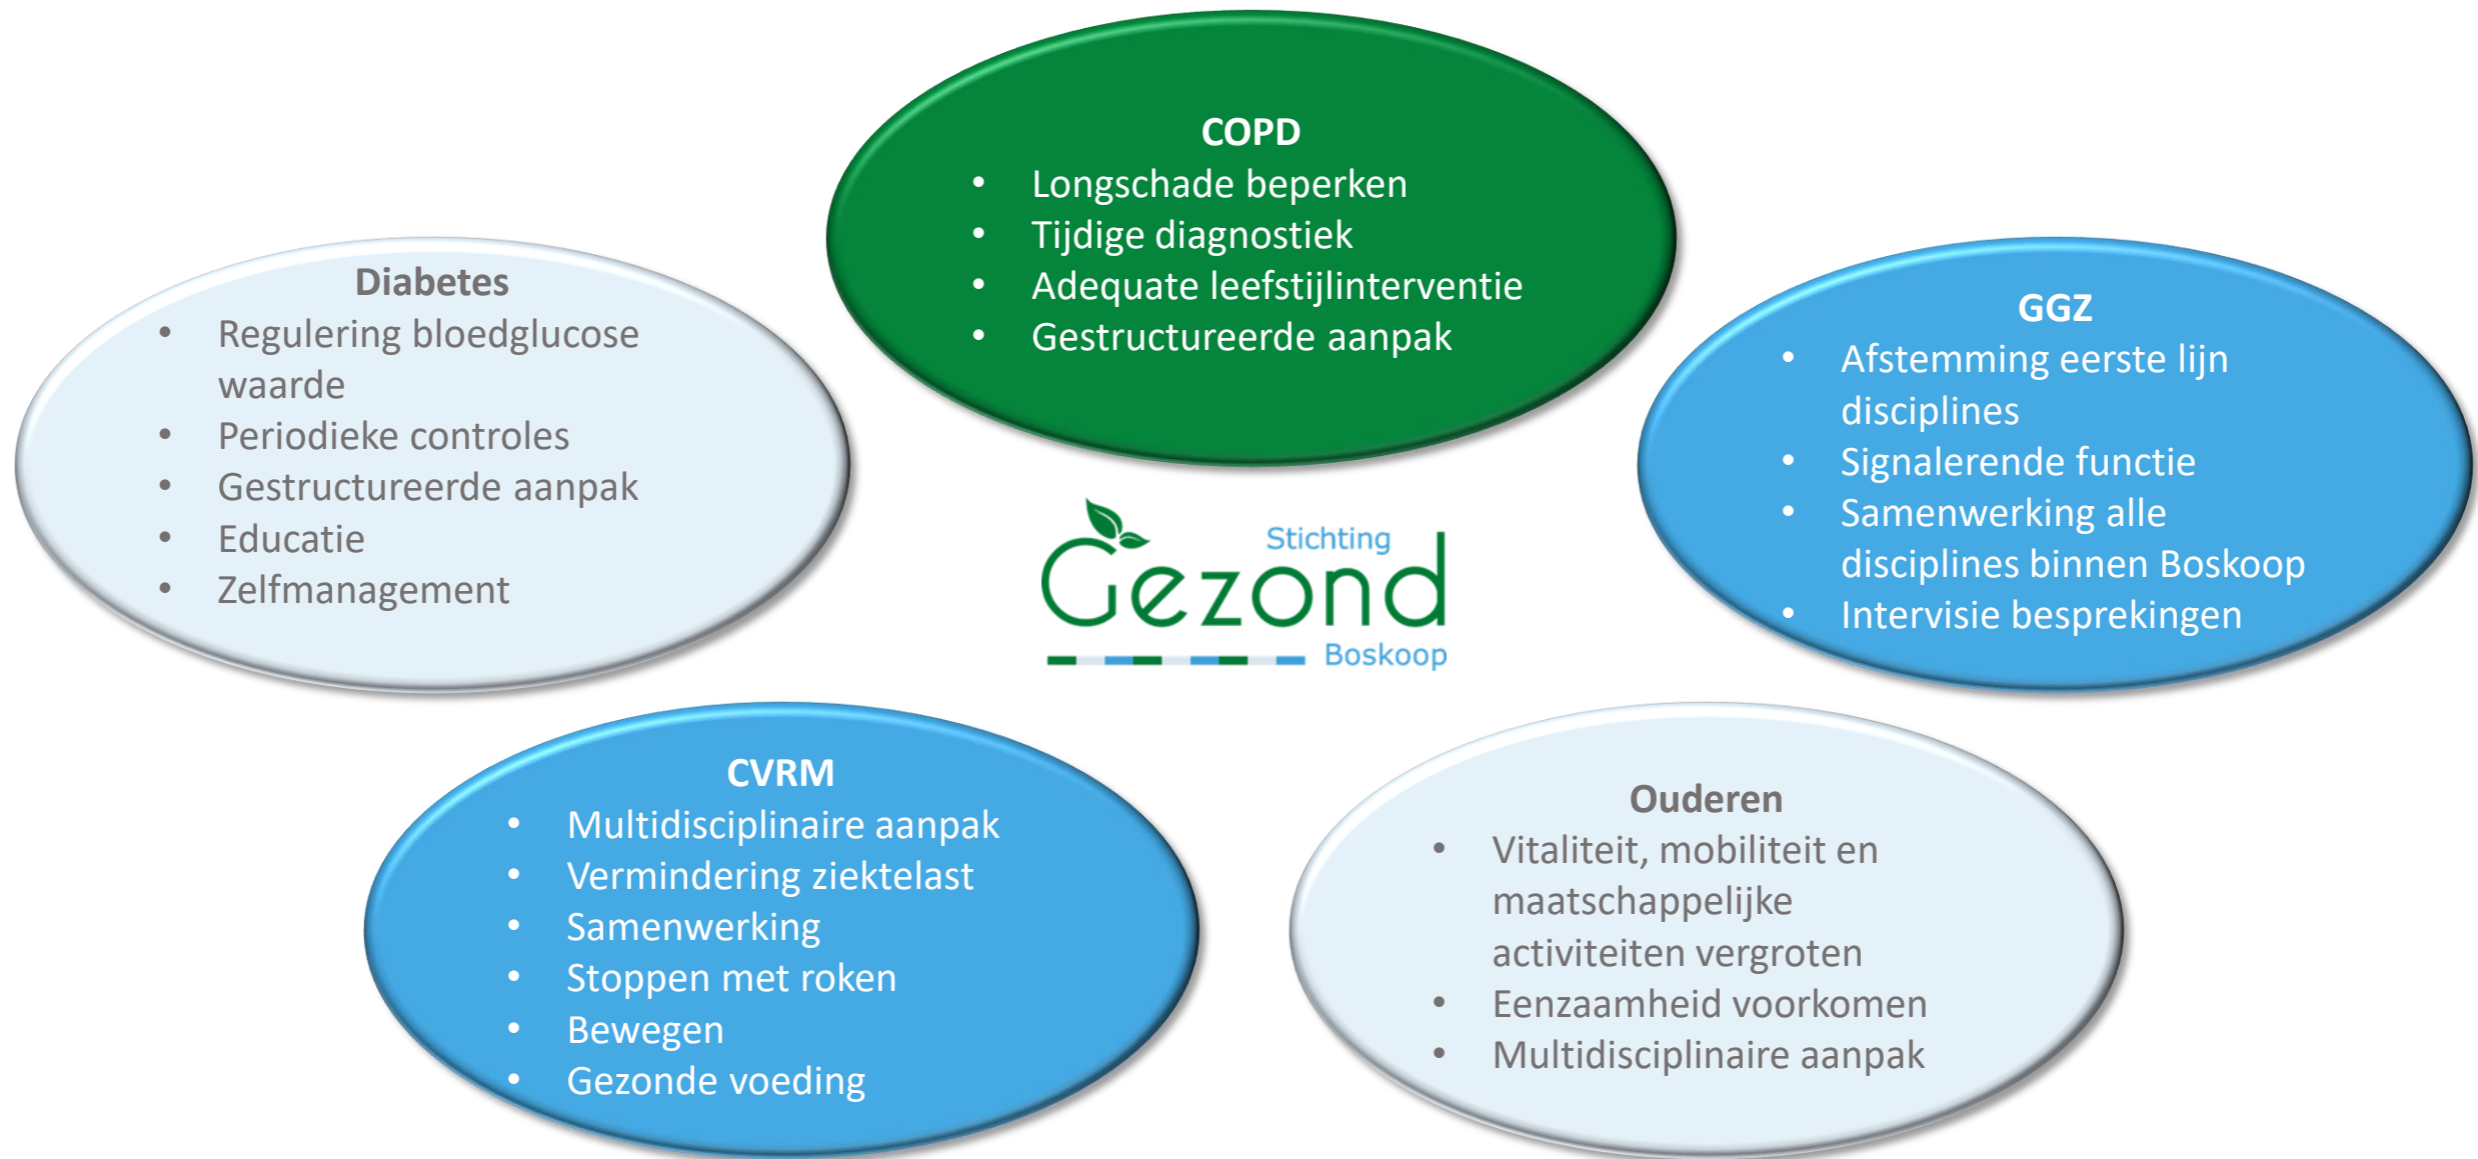 COPD
• Longschade beperken
• Tijdige diagnostiek
• Adequate leefstijlinterventie
• Gestructureerde aanpak
Diabetes
• Regulering bloedglucose
waarde
• Periodieke controles
• Gestructureerde aanpak
• Educatie
• Zelfmanagement
GGZ
• Afstemming eerste lijn
disciplines
• Signalerende functie
• Samenwerking alle
disciplines binnen Boskoop
• Intervisie besprekingen
Stichting
Gezond
Boskoop
CVRM
• Multidisciplinaire aanpak
• Vermindering ziektelast
• Samenwerking
• Stoppen met roken
• Bewegen
• Gezonde voeding
Ouderen
• Vitaliteit, mobiliteit en
maatschappelijke
activiteiten vergroten
• Eenzaamheid voorkomen
• Multidisciplinaire aanpak